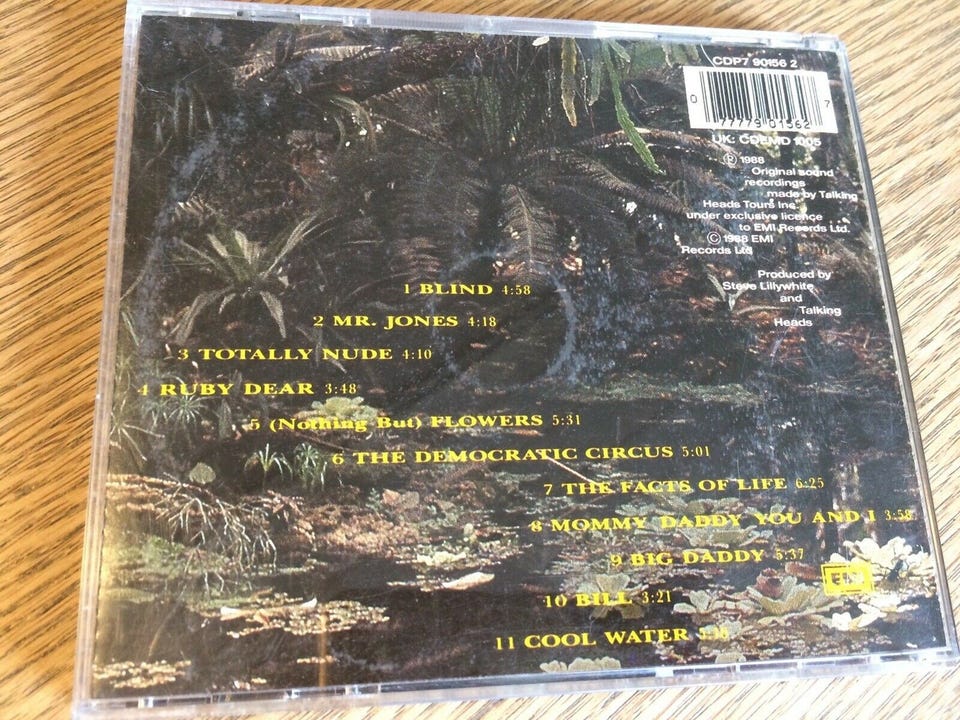 CDP7 90156 2
0 77779 01562 7
UK: CDEMD 1005
℗ 1988
Original sound
recordings
made by Talking
Heads Tours Inc.
under exclusive licence
to EMI Records Ltd.
© 1988 EMI
Records Ltd
Produced by
Steve Lillywhite
and
Talking
Heads
1 BLIND 4:58
2 MR. JONES 4:18
3 TOTALLY NUDE 4:10
4 RUBY DEAR 3:48
5 (Nothing But) FLOWERS 5:31
6 THE DEMOCRATIC CIRCUS 5:01
7 THE FACTS OF LIFE 6:25
8 MOMMY DADDY YOU AND I 3:58
9 BIG DADDY 5:37
10 BILL 3:21
11 COOL WATER
EMI